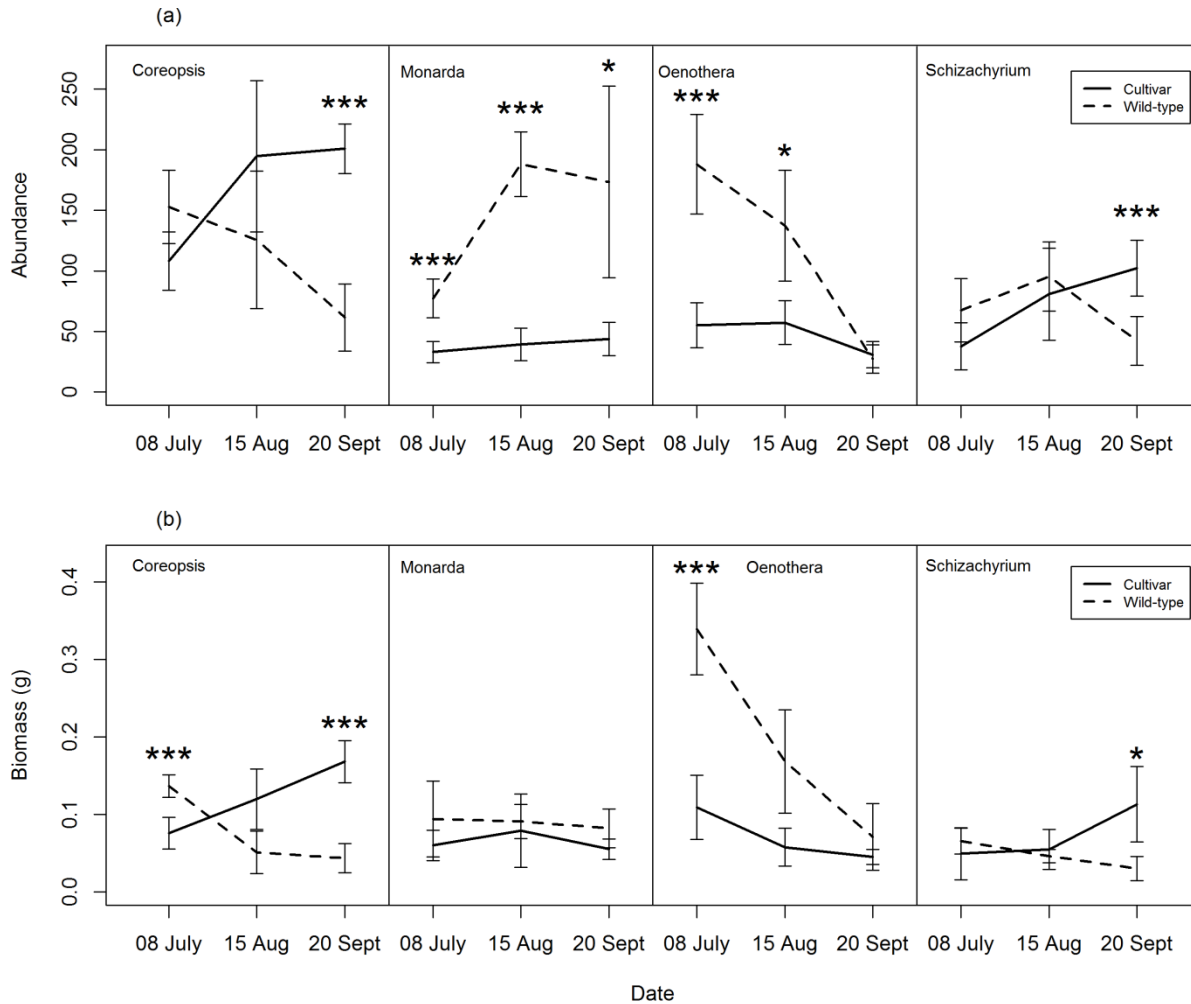 (a)
Coreopsis
Monarda
Oenothera
Schizachyrium
Cultivar
Wild-type
***
***
***
*
***
*
***
Abundance
0
50
100
150
200
250
08 July 15 Aug 20 Sept 08 July 15 Aug 20 Sept 08 July 15 Aug 20 Sept 08 July 15 Aug 20 Sept
(b)
Coreopsis
Monarda
Oenothera
Schizachyrium
Cultivar
Wild-type
***
***
***
*
Biomass (g)
0.0
0.1
0.2
0.3
0.4
08 July 15 Aug 20 Sept 08 July 15 Aug 20 Sept 08 July 15 Aug 20 Sept 08 July 15 Aug 20 Sept
Date